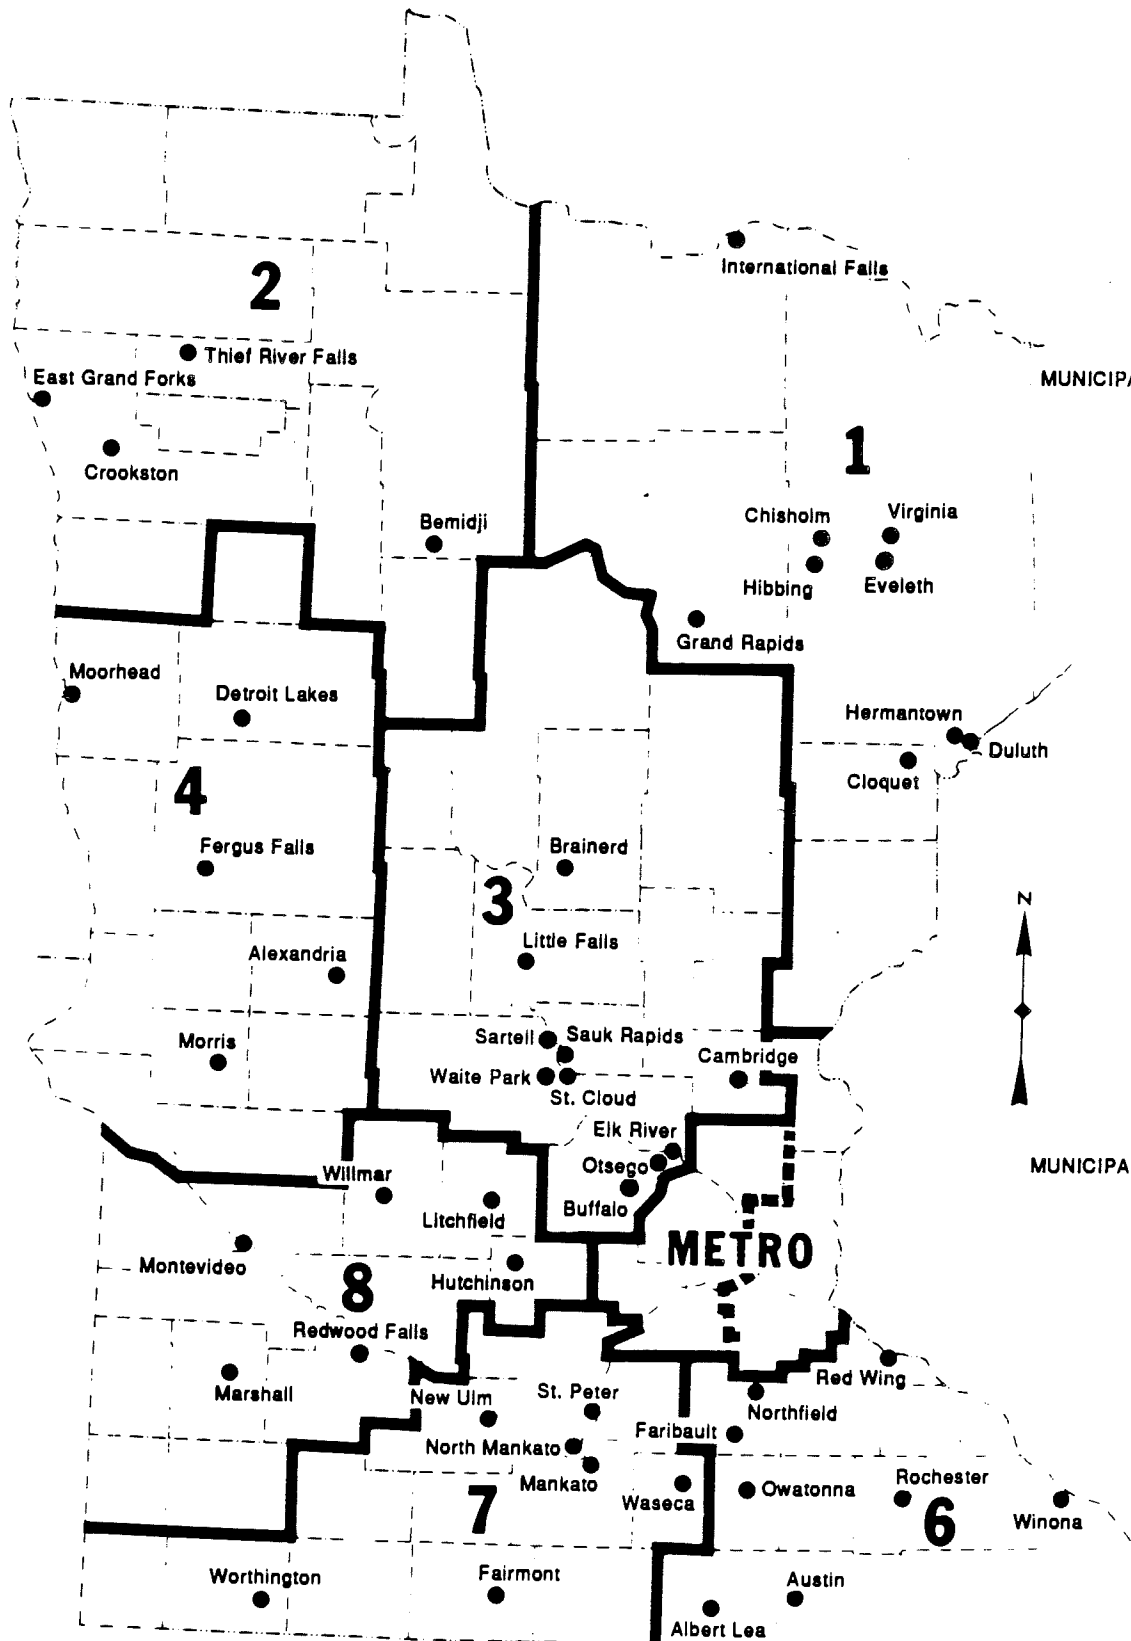 International Falls
2
Thief River Falls
East Grand Forks
MUNICIPA
Crookston
1
Bemidji
Chisholm
Virginia
Hibbing
Eveleth
Grand Rapids
Moorhead
Detroit Lakes
Hermantown
Duluth
Cloquet
4
Fergus Falls
Brainerd
3
N
Little Falls
Alexandria
Morris
Sartell
Sauk Rapids
Cambridge
Waite Park
St. Cloud
Elk River
Otsego
MUNICIPA
Willmar
Buffalo
Litchfield
METRO
Montevideo
Hutchinson
8
Redwood Falls
Marshall
Red Wing
New Ulm
St. Peter
Northfield
Faribault
North Mankato
Mankato
Rochester
Owatonna
Waseca
7
6
Winona
Worthington
Fairmont
Austin
Albert Lea